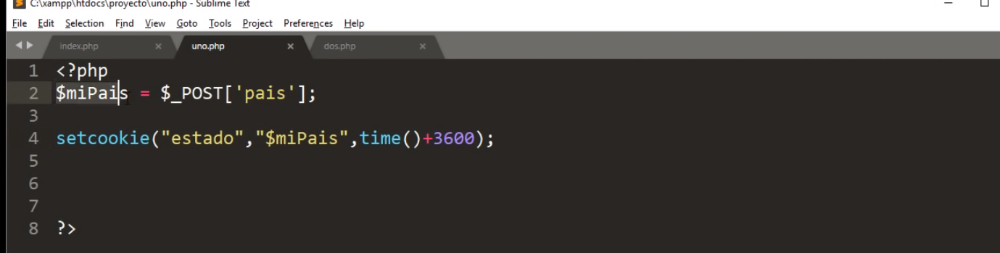 C:\xampp\htdocs\proyecto\uno.php - Sublime Text
File Edit Selection Find View Goto Tools Project Preferences Help
index.php × uno.php × dos.php ×
1 <?php
2 $miPais = $_POST['pais'];
3
4 setcookie("estado","$miPais",time()+3600);
5
6
7
8 ?>